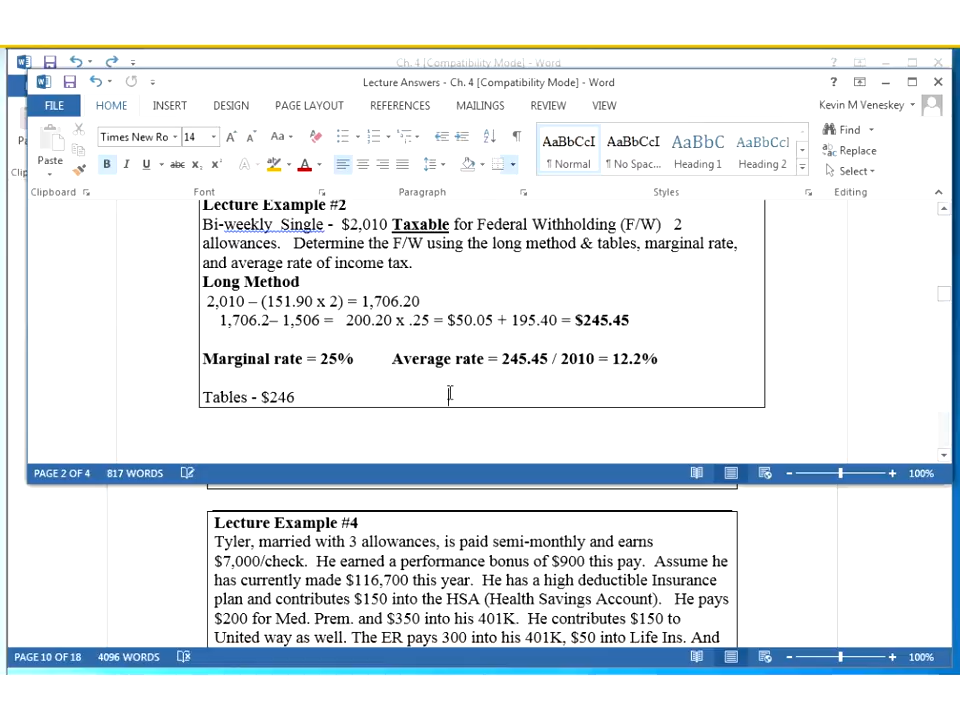 Ch. 4 [Compatibility Mode] - Word
Lecture Answers - Ch. 4 [Compatibility Mode] - Word
FILE HOME INSERT DESIGN PAGE LAYOUT REFERENCES MAILINGS REVIEW VIEW Kevin M Veneskey
Times New Ro 14 Aa
AaBbCcI AaBbCcI AaBbC AaBbCcI
Find
Replace
Select
Paste
B I U abc x₂ x² A A
¶ Normal ¶ No Spac... Heading 1 Heading 2
Clipboard Font Paragraph Styles Editing
Lecture Example #2
Bi-weekly Single - $2,010 Taxable for Federal Withholding (F/W) 2
allowances. Determine the F/W using the long method & tables, marginal rate,
and average rate of income tax.
Long Method
2,010 – (151.90 x 2) = 1,706.20
1,706.2– 1,506 = 200.20 x .25 = $50.05 + 195.40 = $245.45
Marginal rate = 25% Average rate = 245.45 / 2010 = 12.2%
Tables - $246
PAGE 2 OF 4 817 WORDS 100%
Lecture Example #4
Tyler, married with 3 allowances, is paid semi-monthly and earns
$7,000/check. He earned a performance bonus of $900 this pay. Assume he
has currently made $116,700 this year. He has a high deductible Insurance
plan and contributes $150 into the HSA (Health Savings Account). He pays
$200 for Med. Prem. and $350 into his 401K. He contributes $150 to
United way as well. The ER pays 300 into his 401K, $50 into Life Ins. And
PAGE 10 OF 18 4096 WORDS 100%